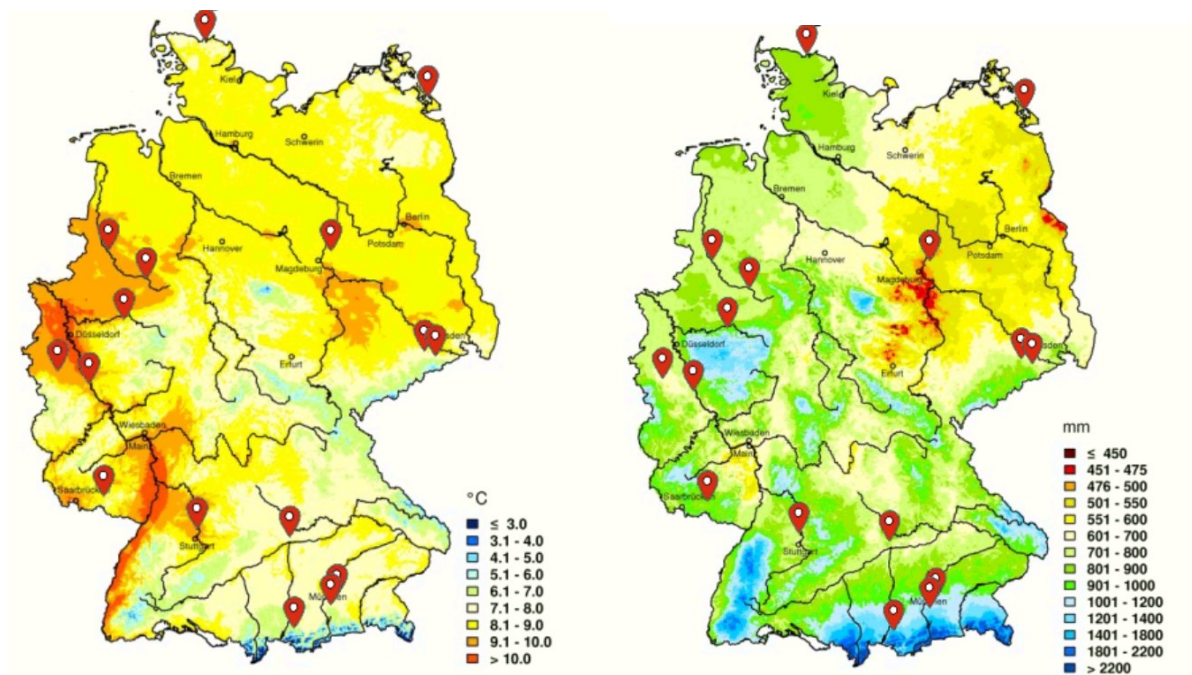 Kiel
Hamburg
Schwerin
Bremen
Berlin
Hannover
Potsdam
Magdeburg
Düsseldorf
sden
Erfurt
Wiesbaden
Mainz
Saarbrücken
Stuttgart
°C
≤ 3.0
3.1 - 4.0
4.1 - 5.0
5.1 - 6.0
6.1 - 7.0
7.1 - 8.0
8.1 - 9.0
9.1 - 10.0
> 10.0
Kiel
Hamburg
Schwerin
Bremen
Berlin
Hannover
Potsdam
Düsseldorf
sden
Erfurt
Wiesbaden
Stuttgart
mm
≤ 450
451 - 475
476 - 500
501 - 550
551 - 600
601 - 700
701 - 800
801 - 900
901 - 1000
1001 - 1200
1201 - 1400
1401 - 1800
1801 - 2200
> 2200